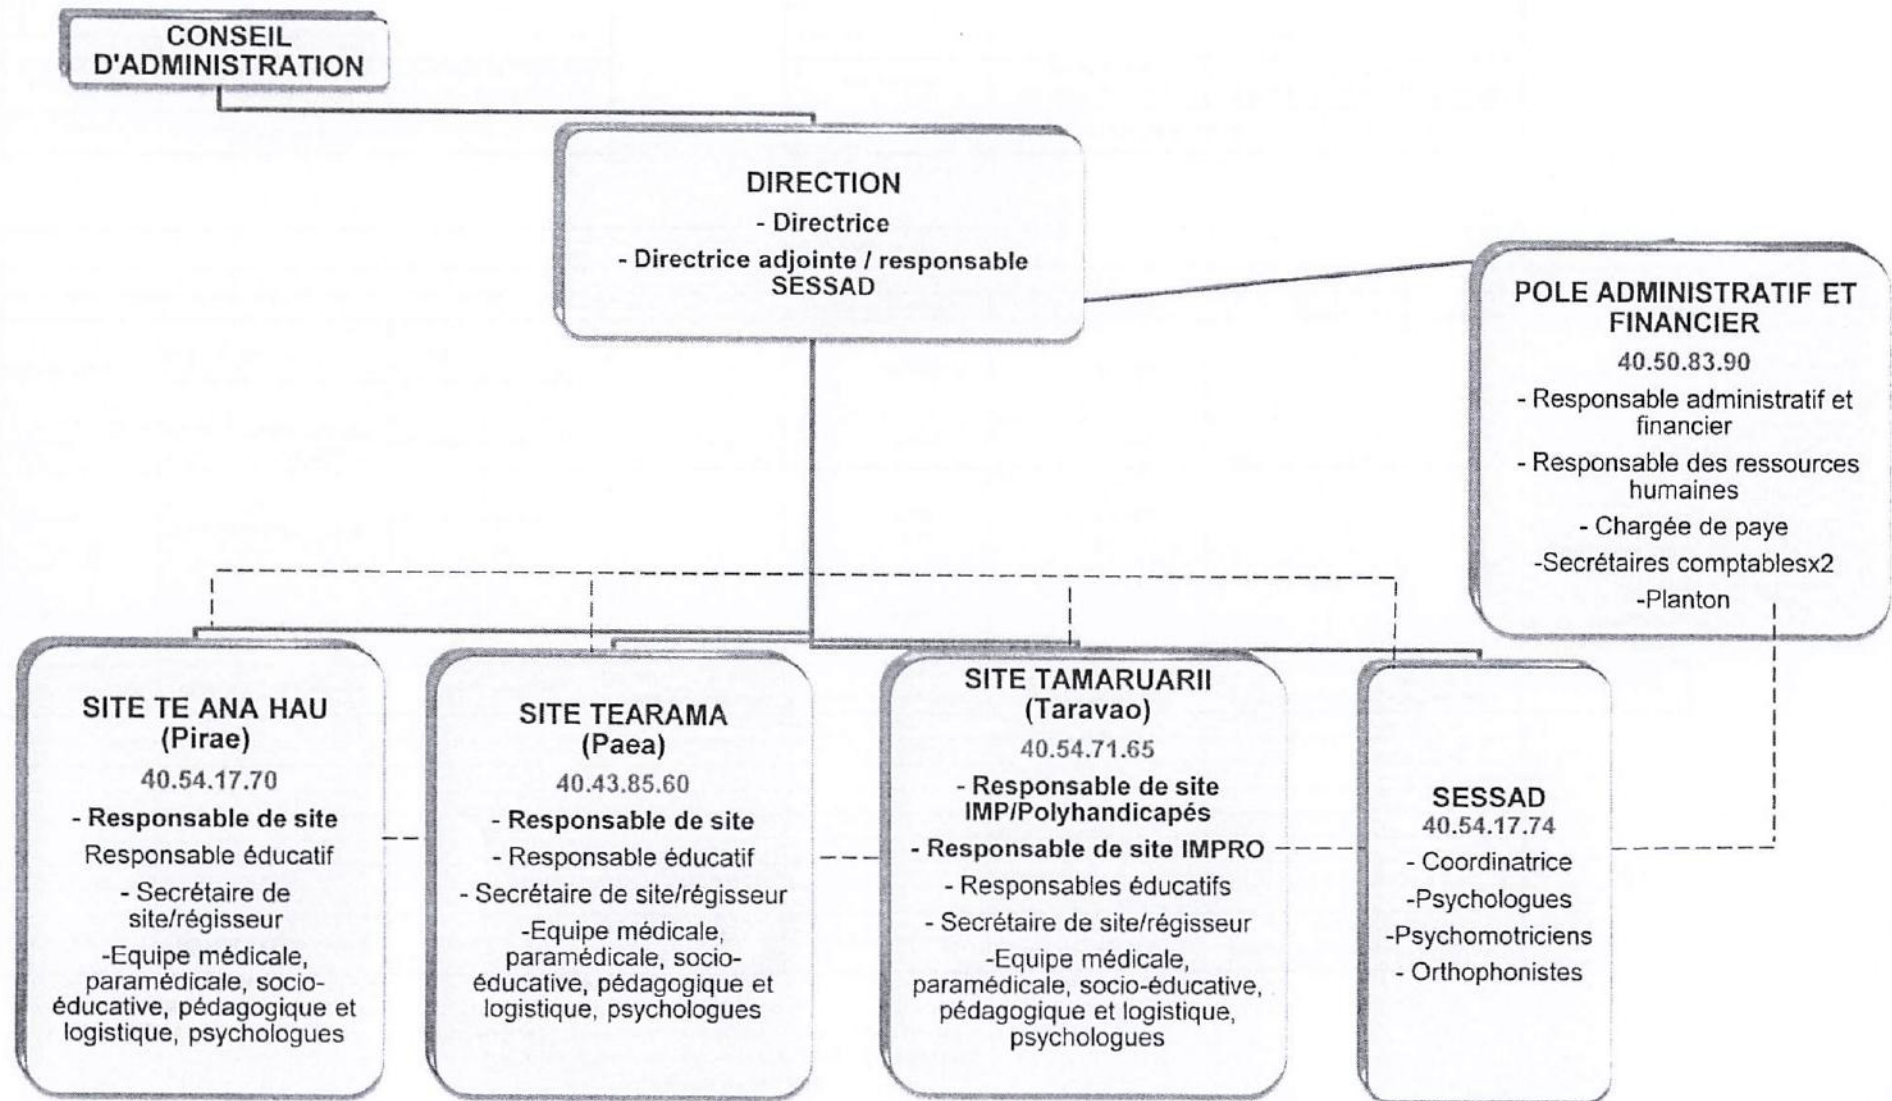 CONSEIL
D'ADMINISTRATION
DIRECTION
- Directrice
- Directrice adjointe / responsable
SESSAD
POLE ADMINISTRATIF ET
FINANCIER
40.50.83.90
- Responsable administratif et
financier
- Responsable des ressources
humaines
- Chargée de paye
-Secrétaires comptablesx2
-Planton
SITE TE ANA HAU
(Pirae)
40.54.17.70
- Responsable de site
Responsable éducatif
- Secrétaire de
site/régisseur
-Equipe médicale,
paramédicale, socio-
éducative, pédagogique et
logistique, psychologues
SITE TEARAMA
(Paea)
40.43.85.60
- Responsable de site
- Responsable éducatif
- Secrétaire de site/régisseur
-Equipe médicale,
paramédicale, socio-
éducative, pédagogique et
logistique, psychologues
SITE TAMARUARII
(Taravao)
40.54.71.65
- Responsable de site
IMP/Polyhandicapés
- Responsable de site IMPRO
- Responsables éducatifs
- Secrétaire de site/régisseur
-Equipe médicale,
paramédicale, socio-éducative,
pédagogique et logistique,
psychologues
SESSAD
40.54.17.74
- Coordinatrice
-Psychologues
-Psychomotriciens
- Orthophonistes